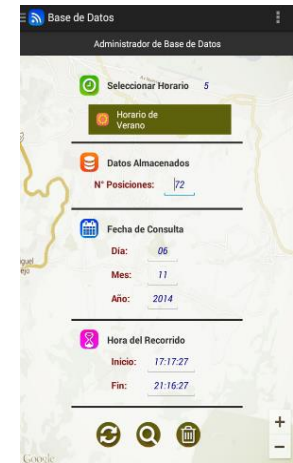 Base de Datos
Administrador de Base de Datos
Seleccionar Horario 5
Horario de
Verano
Datos Almacenados
N° Posiciones: 72
Fecha de Consulta
Día: 06
Mes: 11
Año: 2014
Hora del Recorrido
Inicio: 17:17:27
Fin: 21:16:27
+
−
Google